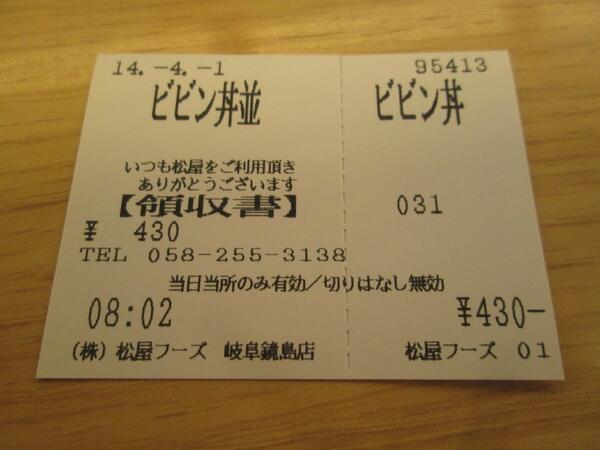 14.-4.-1 95413
ビビン丼並 ビビン丼
いつも松屋をご利用頂き
ありがとうございます
【領収書】 031
¥ 430
TEL 058-255-3138
当日当所のみ有効/切りはなし無効
08:02 ¥430-
(株)松屋フーズ 岐阜鏡島店 松屋フーズ 01